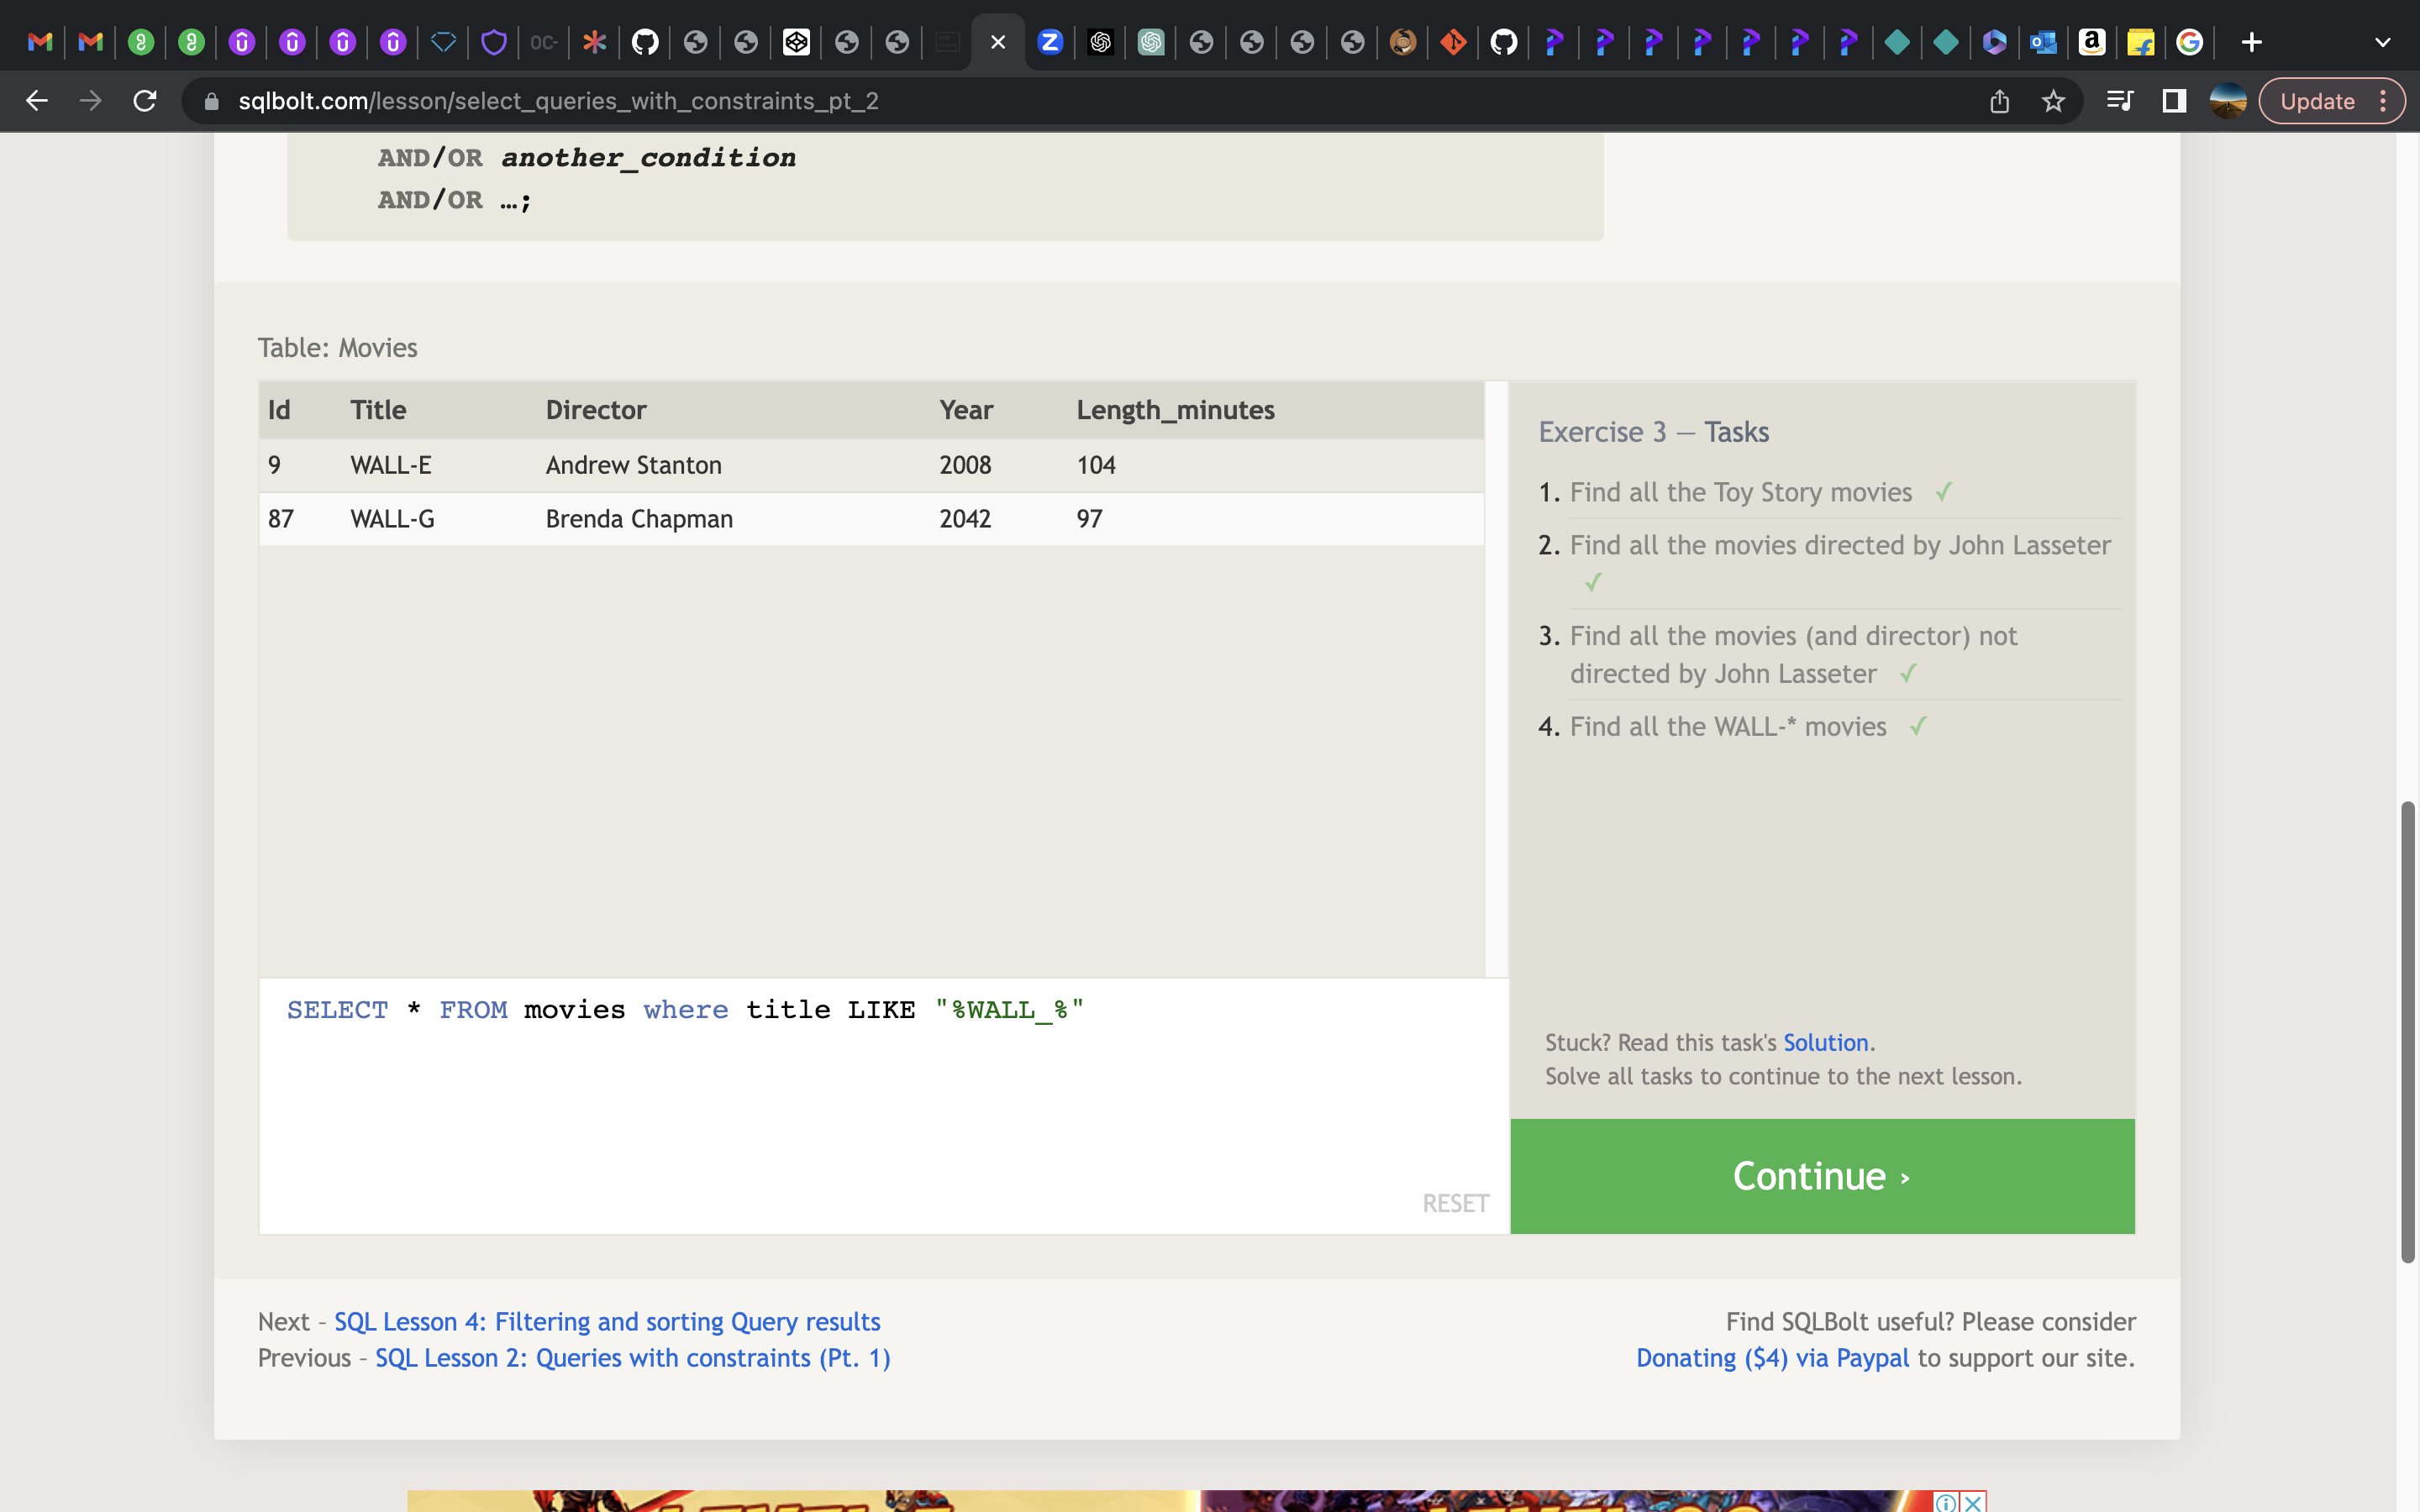 sqlbolt.com/lesson/select_queries_with_constraints_pt_2
Update
AND/OR another_condition
AND/OR …;
Table: Movies
Id Title Director Year Length_minutes
9 WALL-E Andrew Stanton 2008 104
87 WALL-G Brenda Chapman 2042 97
SELECT * FROM movies where title LIKE "%WALL_%"
RESET
Exercise 3 — Tasks
1. Find all the Toy Story movies ✓
2. Find all the movies directed by John Lasseter
✓
3. Find all the movies (and director) not
directed by John Lasseter ✓
4. Find all the WALL-* movies ✓
Stuck? Read this task's Solution.
Solve all tasks to continue to the next lesson.
Continue ›
Next – SQL Lesson 4: Filtering and sorting Query results
Previous – SQL Lesson 2: Queries with constraints (Pt. 1)
Find SQLBolt useful? Please consider
Donating ($4) via Paypal to support our site.